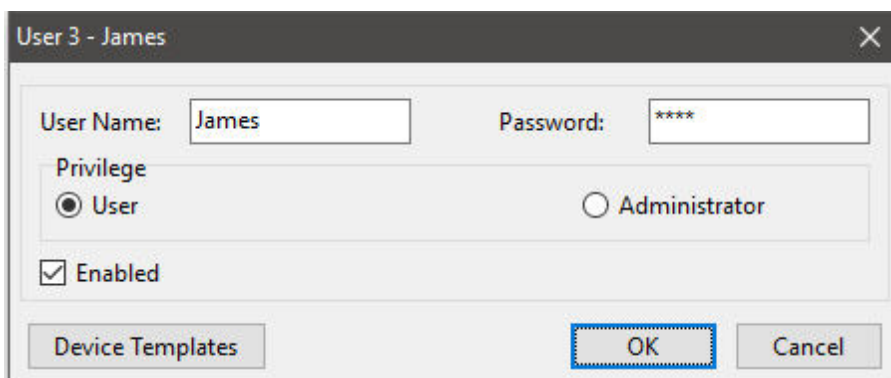 User 3 - James
User Name: James Password: ****
Privilege
User Administrator
Enabled
Device Templates OK Cancel